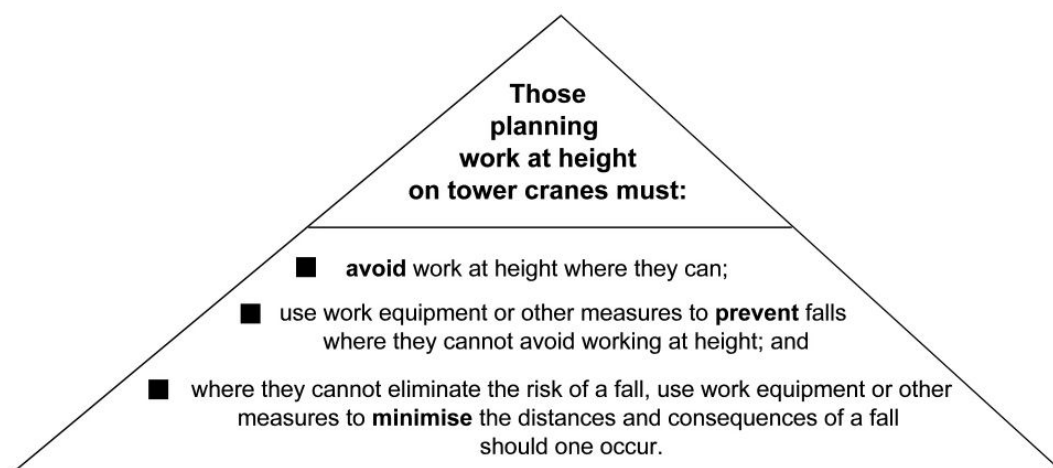 Those
planning
work at height
on tower cranes must:
■ avoid work at height where they can;
■ use work equipment or other measures to prevent falls
where they cannot avoid working at height; and
■ where they cannot eliminate the risk of a fall, use work equipment or other
measures to minimise the distances and consequences of a fall
should one occur.